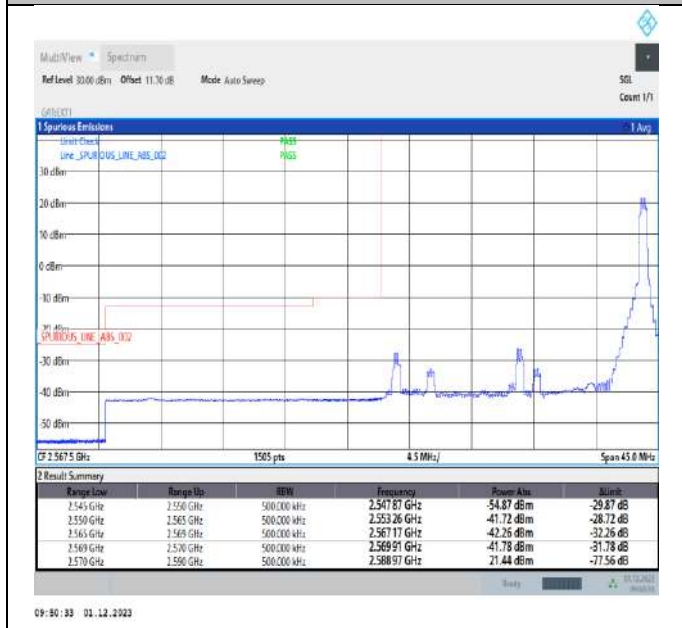 MultiView Spectrum
Ref Level 30.00 dBm Offset 11.70 dB Mode Auto Sweep SGL
Count 1/1
1 Spurious Emissions 1 Avg
Limit Check PASS
Line _SPURIOUS_LINE_ABS_002 PASS
30 dBm
20 dBm
10 dBm
0 dBm
-10 dBm
-20 dBm
_SPURIOUS_LINE_ABS_002
-30 dBm
-40 dBm
-50 dBm
CF 2.5675 GHz 1505 pts 4.5 MHz/ Span 45.0 MHz
2 Result Summary
Range Low Range Up RBW Frequency Power Abs ΔLimit
2.545 GHz 2.550 GHz 500.000 kHz 2.54787 GHz -54.87 dBm -29.87 dB
2.550 GHz 2.565 GHz 500.000 kHz 2.55326 GHz -41.72 dBm -28.72 dB
2.565 GHz 2.569 GHz 500.000 kHz 2.56717 GHz -42.26 dBm -32.26 dB
2.569 GHz 2.570 GHz 500.000 kHz 2.56991 GHz -41.78 dBm -31.78 dB
2.570 GHz 2.590 GHz 500.000 kHz 2.58897 GHz 21.44 dBm -77.56 dB
Ready 01.12.2023
09:50:33 01.12.2023